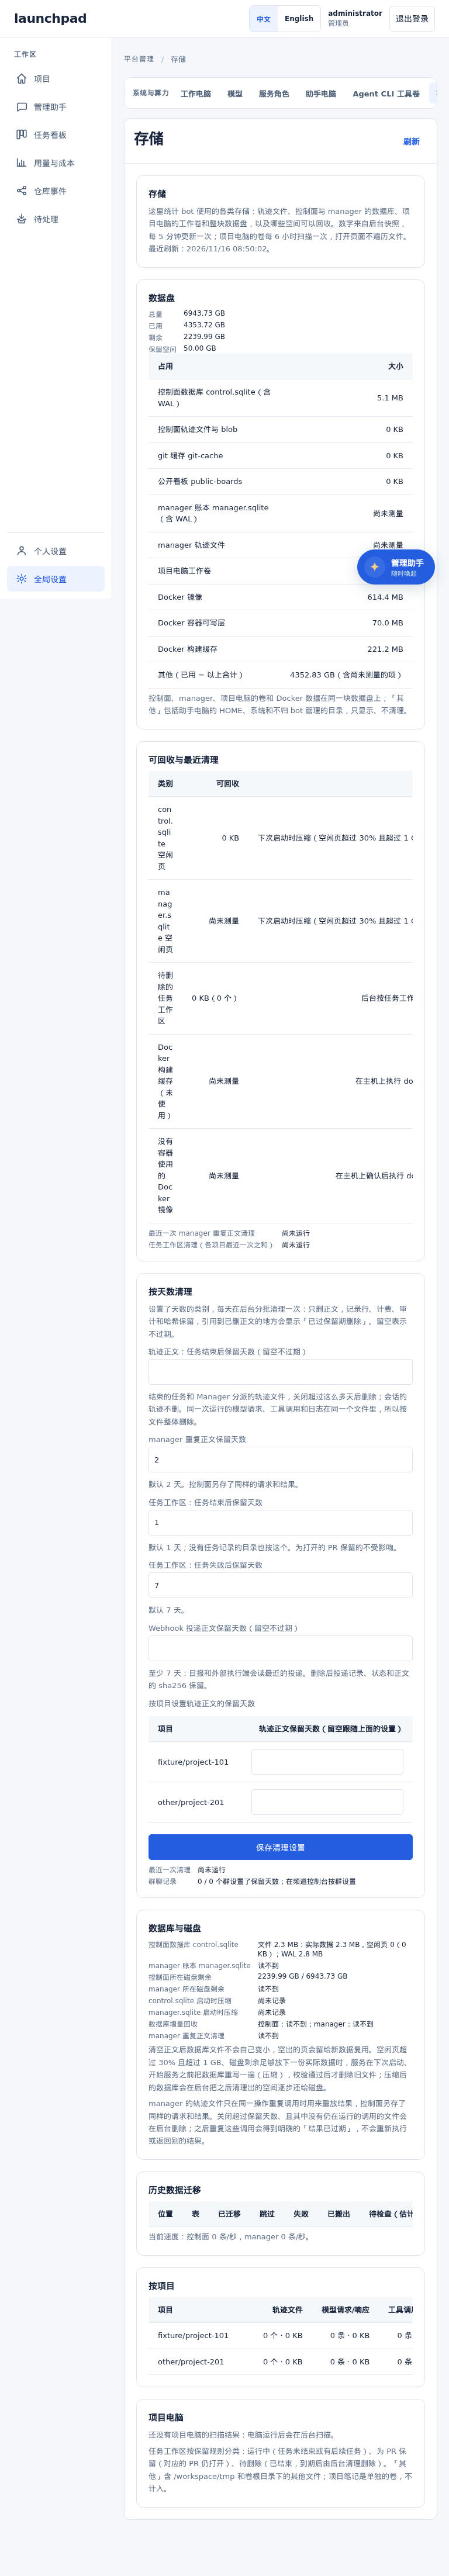 launchpad
中文
English
administrator
管理员
退出登录
工作区
项目
管理助手
任务看板
用量与成本
仓库事件
待处理
个人设置
全局设置
平台管理 / 存储
系统与算力 工作电脑 模型 服务角色 助手电脑 Agent CLI 工具卷
存储
刷新
存储
这里统计 bot 使用的各类存储：轨迹文件、控制面与 manager 的数据库、项
目电脑的工作卷和整块数据盘，以及哪些空间可以回收。数字来自后台快照，
每 5 分钟更新一次；项目电脑的卷每 6 小时扫描一次，打开页面不遍历文件。
最近刷新：2026/11/16 08:50:02。
数据盘
总量 6943.73 GB
已用 4353.72 GB
剩余 2239.99 GB
保留空间 50.00 GB
占用 大小
控制面数据库 control.sqlite（含
WAL） 5.1 MB
控制面轨迹文件与 blob 0 KB
git 缓存 git-cache 0 KB
公开看板 public-boards 0 KB
manager 账本 manager.sqlite
（含 WAL） 尚未测量
manager 轨迹文件 尚未测量
项目电脑工作卷
管理助手
随时唤起
Docker 镜像 614.4 MB
Docker 容器可写层 70.0 MB
Docker 构建缓存 221.2 MB
其他（已用 − 以上合计） 4352.83 GB（含尚未测量的项）
控制面、manager、项目电脑的卷和 Docker 数据在同一块数据盘上；「其
他」包括助手电脑的 HOME、系统和不归 bot 管理的目录，只显示、不清理。
可回收与最近清理
类别 可回收
con
trol.
sqli
te
空闲
页 0 KB 下次启动时压缩（空闲页超过 30% 且超过 1
ma
nag
er.s
qlit
e 空
闲页 尚未测量 下次启动时压缩（空闲页超过 30% 且超过 1
待删
除的
任务
工作
区 0 KB（0 个） 后台按任务工作
Doc
ker
构建
缓存
（未
使
用） 尚未测量 在主机上执行 do
没有
容器
使用
的
Doc
ker
镜像 尚未测量 在主机上确认后执行
最近一次 manager 重复正文清理 尚未运行
任务工作区清理（各项目最近一次之和） 尚未运行
按天数清理
设置了天数的类别，每天在后台分批清理一次：只删正文，记录行、计费、审
计和哈希保留，引用到已删正文的地方会显示「已过保留期删除」。留空表示
不过期。
轨迹正文：任务结束后保留天数（留空不过期）
结束的任务和 Manager 分派的轨迹文件，关闭超过这么多天后删除；会话的
轨迹不删。同一次运行的模型请求、工具调用和日志在同一个文件里，所以按
文件整体删除。
manager 重复正文保留天数
2
默认 2 天。控制面另存了同样的请求和结果。
任务工作区：任务结束后保留天数
1
默认 1 天；没有任务记录的目录也按这个。为打开的 PR 保留的不受影响。
任务工作区：任务失败后保留天数
7
默认 7 天。
Webhook 投递正文保留天数（留空不过期）
至少 7 天：日报和外部执行端会读最近的投递。删除后投递记录、状态和正文
的 sha256 保留。
按项目设置轨迹正文的保留天数
项目 轨迹正文保留天数（留空跟随上面的设置）
fixture/project-101
other/project-201
保存清理设置
最近一次清理 尚未运行
群聊记录 0 / 0 个群设置了保留天数；在频道控制台按群设置
数据库与磁盘
控制面数据库 control.sqlite 文件 2.3 MB：实际数据 2.3 MB，空闲页 0（0
KB）；WAL 2.8 MB
manager 账本 manager.sqlite 读不到
控制面所在磁盘剩余 2239.99 GB / 6943.73 GB
manager 所在磁盘剩余 读不到
control.sqlite 启动时压缩 尚未记录
manager.sqlite 启动时压缩 尚未记录
数据库增量回收 控制面：读不到；manager：读不到
manager 重复正文清理 读不到
清空正文后数据库文件不会自己变小，空出的页会留给新数据复用。空闲页超
过 30% 且超过 1 GB、磁盘剩余足够放下一份实际数据时，服务在下次启动、
开始服务之前把数据库重写一遍（压缩），校验通过后才删除旧文件；压缩后
的数据库会在后台把之后清理出的空间逐步还给磁盘。
manager 的轨迹文件只在同一操作重复调用时用来重放结果，控制面另存了
同样的请求和结果。关闭超过保留天数、且其中没有仍在运行的调用的文件会
在后台删除；之后重复这些调用会得到明确的「结果已过期」，不会重新执行
或返回别的结果。
历史数据迁移
位置 表 已迁移 跳过 失败 已搬出 待检查（估计
当前速度：控制面 0 条/秒，manager 0 条/秒。
按项目
项目 轨迹文件 模型请求/响应 工具调
fixture/project-101 0 个 · 0 KB 0 条 · 0 KB 0 条
other/project-201 0 个 · 0 KB 0 条 · 0 KB 0 条
项目电脑
还没有项目电脑的扫描结果：电脑运行后会在后台扫描。
任务工作区按保留规则分类：运行中（任务未结束或有后续任务）、为 PR 保
留（对应的 PR 仍打开）、待删除（已结束，到期后由后台清理删除）。「其
他」含 /workspace/tmp 和卷根目录下的其他文件；项目笔记是单独的卷，不
计入。